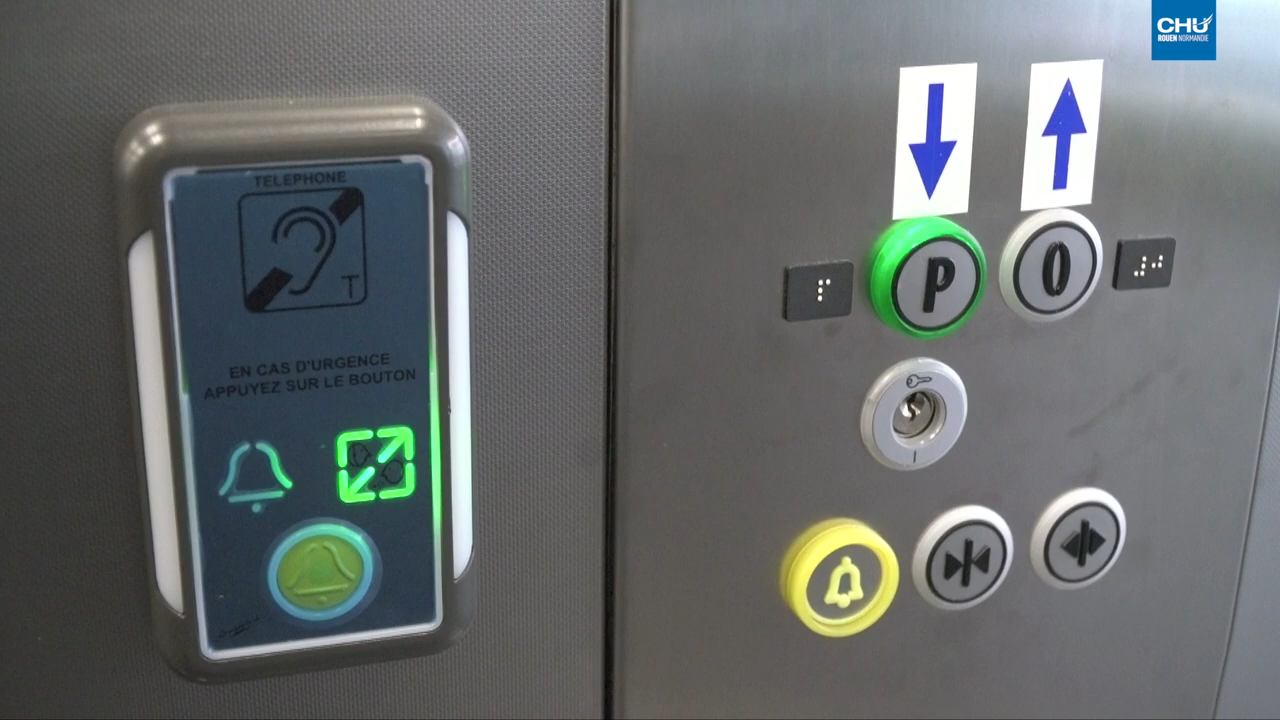 CHU
ROUEN NORMANDIE
TELEPHONE
T
EN CAS D'URGENCE
APPUYEZ SUR LE BOUTON
P
0